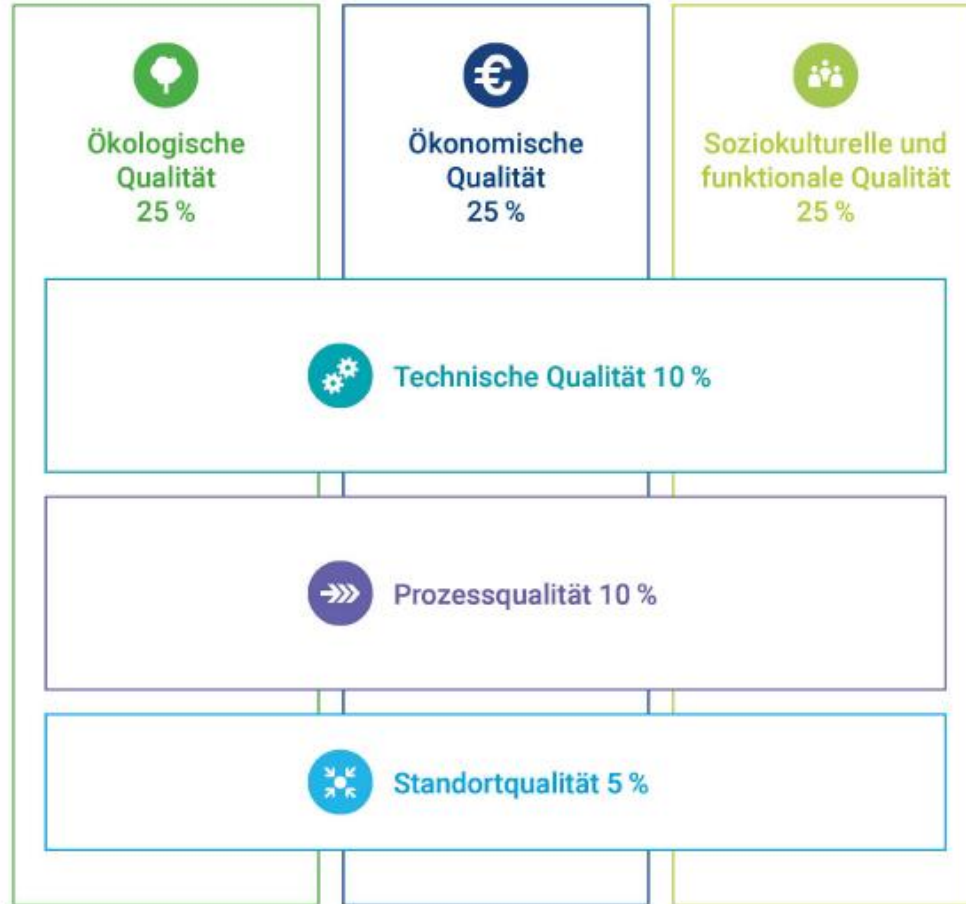 Ökologische
Qualität
25 %
€
Ökonomische
Qualität
25 %
Soziokulturelle und
funktionale Qualität
25 %
Technische Qualität 10 %
Prozessqualität 10 %
Standortqualität 5 %